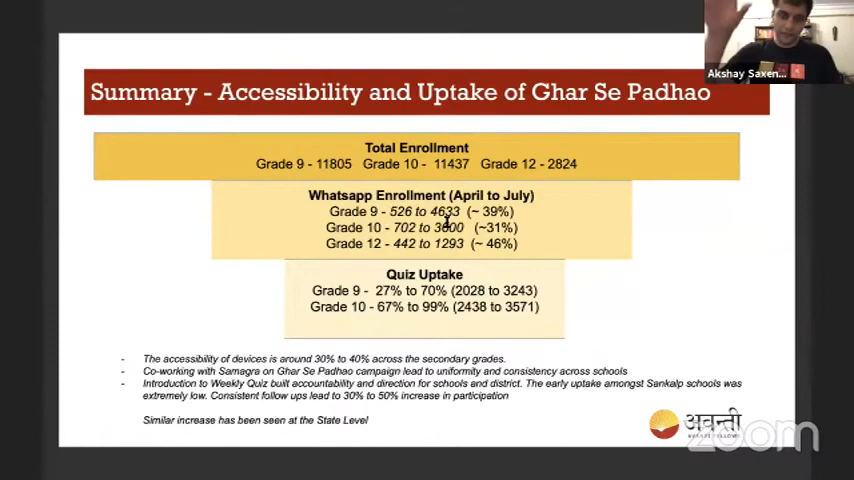 Akshay Saxen...
Summary - Accessibility and Uptake of Ghar Se Padhao
Total Enrollment
Grade 9 - 11805 Grade 10 - 11437 Grade 12 - 2824
Whatsapp Enrollment (April to July)
Grade 9 - 526 to 4633 (~ 39%)
Grade 10 - 702 to 3600 (~31%)
Grade 12 - 442 to 1293 (~ 46%)
Quiz Uptake
Grade 9 - 27% to 70% (2028 to 3243)
Grade 10 - 67% to 99% (2438 to 3571)
- The accessibility of devices is around 30% to 40% across the secondary grades.
- Co-working with Samagra on Ghar Se Padhao campaign lead to uniformity and consistency across schools
- Introduction to Weekly Quiz built accountability and direction for schools and district. The early uptake amongst Sankalp schools was
extremely low. Consistent follow ups lead to 30% to 50% increase in participation
Similar increase has been seen at the State Level
अवन्ती
AVANTI FELLOWS
zoom